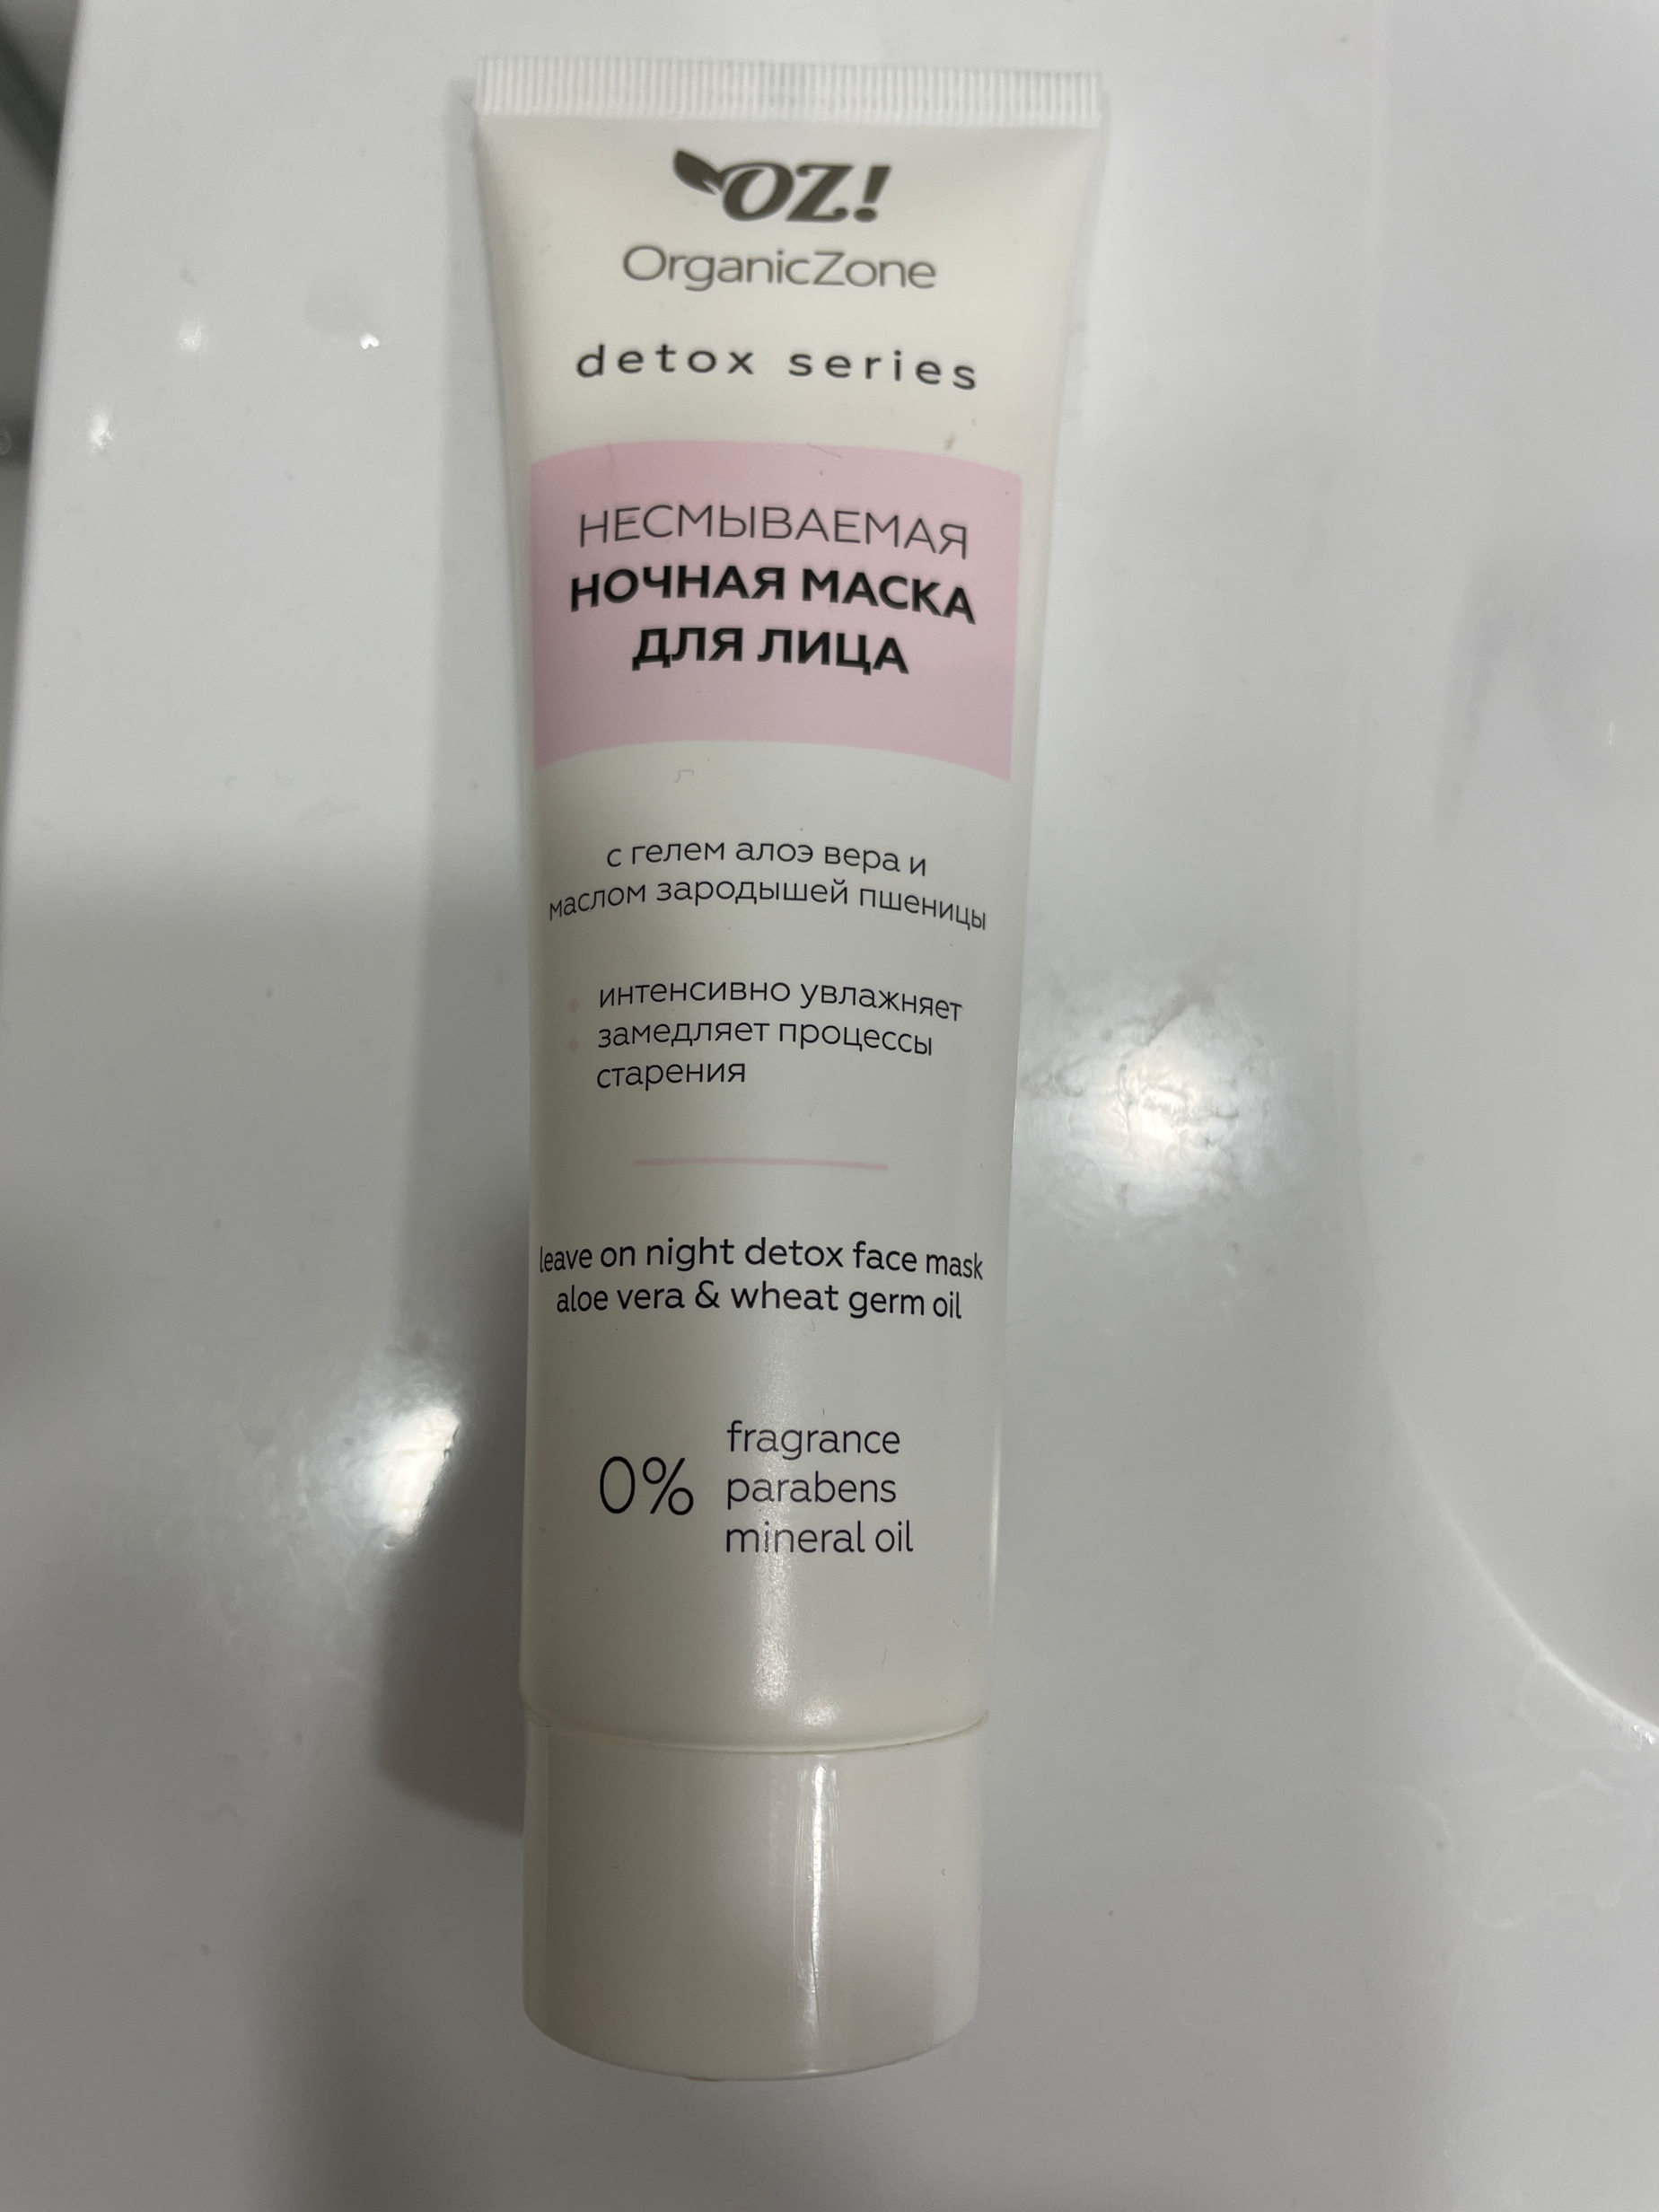 OZ!
OrganicZone
detox series
НЕСМЫВАЕМАЯ
НОЧНАЯ МАСКА
ДЛЯ ЛИЦА
с гелем алоэ вера и
маслом зародышей пшеницы
интенсивно увлажняет
замедляет процессы
старения
leave on night detox face mask
aloe vera & wheat germ oil
0%
fragrance
parabens
mineral oil